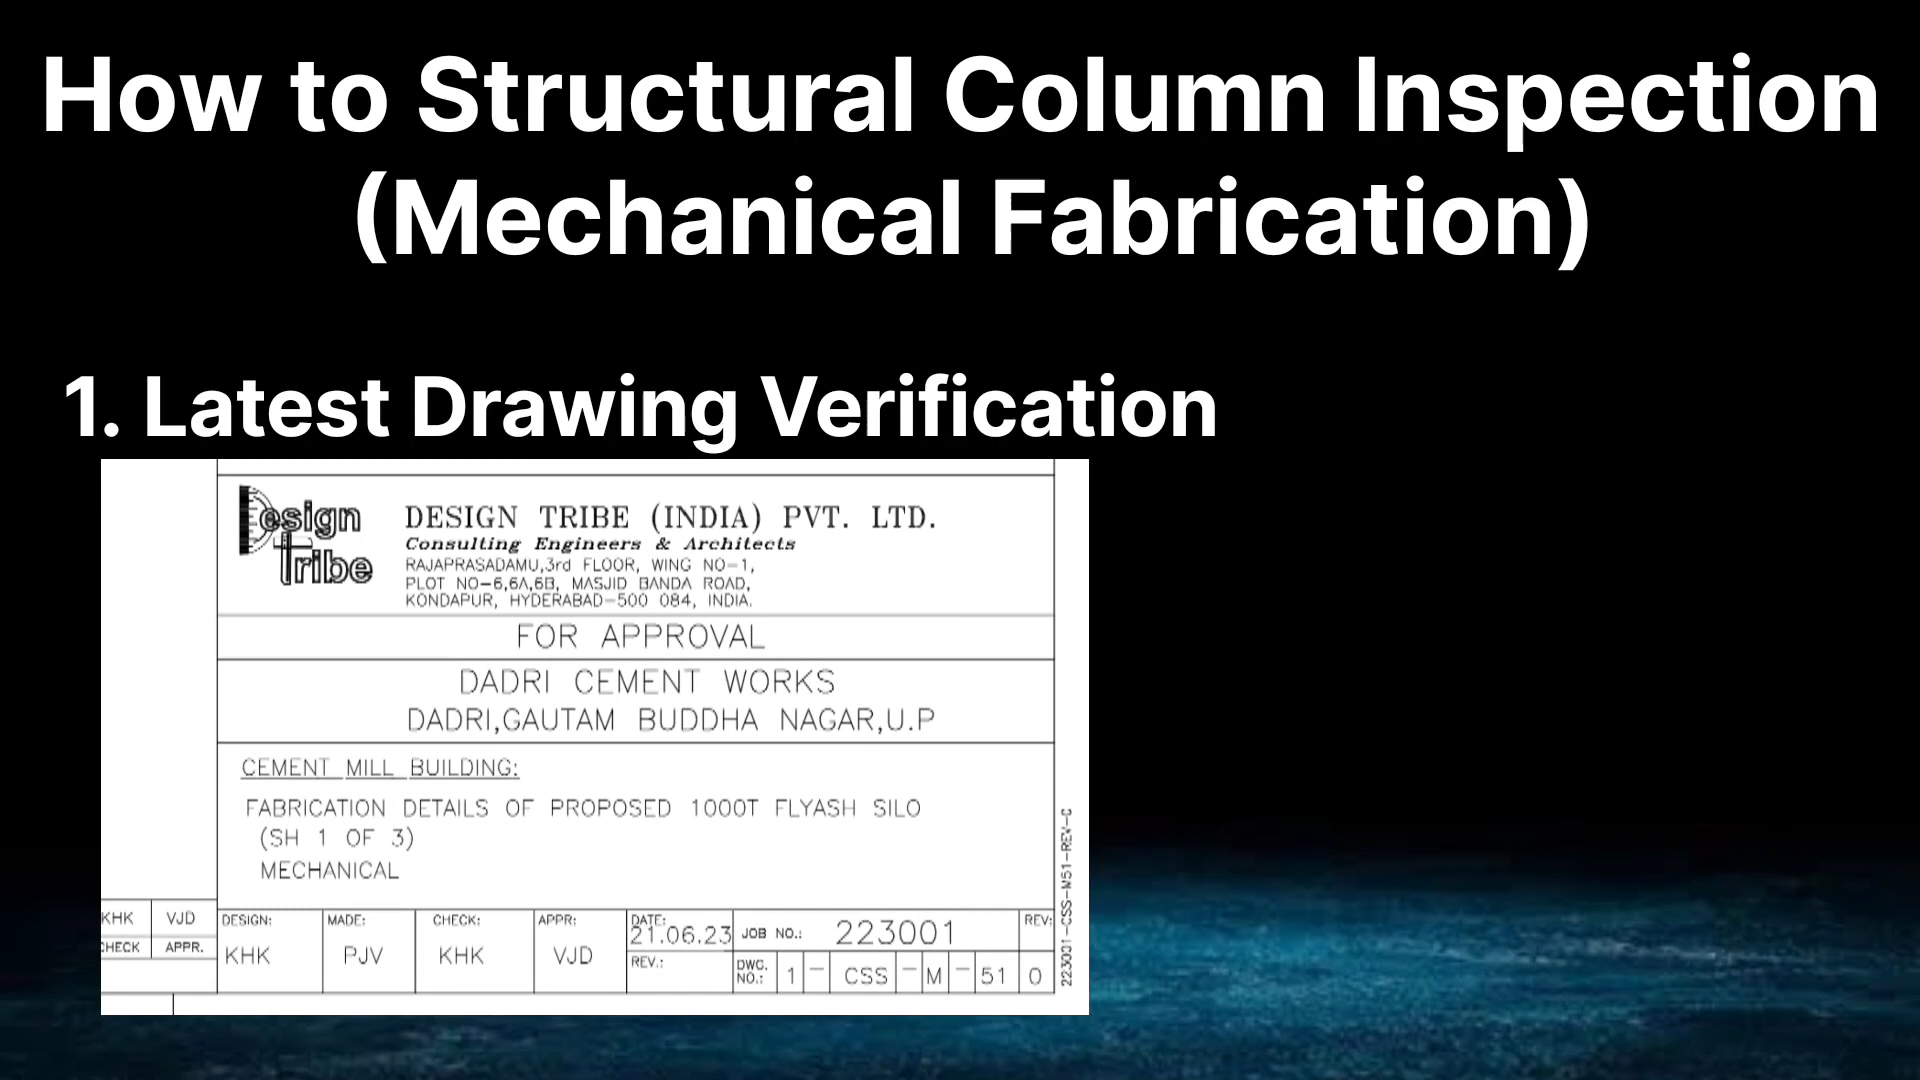 How to Structural Column Inspection
(Mechanical Fabrication)
1. Latest Drawing Verification
Design
Tribe
DESIGN TRIBE (INDIA) PVT. LTD.
Consulting Engineers & Architects
RAJAPRASADAMU,3rd FLOOR, WING NO-1,
PLOT NO-6,6A,6B, MASJID BANDA ROAD,
KONDAPUR, HYDERABAD-500 084, INDIA.
FOR APPROVAL
DADRI CEMENT WORKS
DADRI,GAUTAM BUDDHA NAGAR,U.P
CEMENT MILL BUILDING:
FABRICATION DETAILS OF PROPOSED 1000T FLYASH SILO
(SH 1 OF 3)
MECHANICAL
KHK VJD
CHECK APPR.
DESIGN: MADE: CHECK: APPR: DATE: JOB NO.: 223001 REV:
KHK PJV KHK VJD 21.06.23
REV.: DWG. NO.: 1 - CSS - M - 51 0
223001-CSS-M51-REV-0